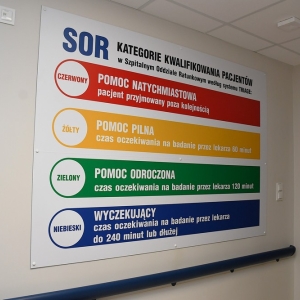 SOR KATEGORIE KWALIFIKOWANIA PACJENTÓW
w Szpitalnym Oddziale Ratunkowym według systemu TRIAGE:
CZERWONY
POMOC NATYCHMIASTOWA
pacjent przyjmowany poza kolejnością
ŻÓŁTY
POMOC PILNA
czas oczekiwania na badanie przez lekarza 60 minut
ZIELONY
POMOC ODROCZONA
czas oczekiwania na badanie przez lekarza 120 minut
NIEBIESKI
WYCZEKUJĄCY
czas oczekiwania na badanie przez lekarza
do 240 minut lub dłużej